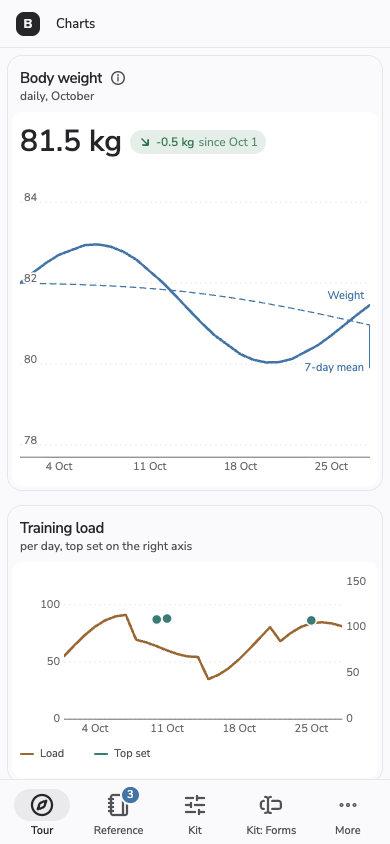 B Charts
Body weight
daily, October
81.5 kg -0.5 kg since Oct 1
84
82
Weight
80
7-day mean
78
4 Oct 11 Oct 18 Oct 25 Oct
Training load
per day, top set on the right axis
150
100 100
50 50
0 0
4 Oct 11 Oct 18 Oct 25 Oct
Load Top set
3
Tour Reference Kit Kit: Forms More